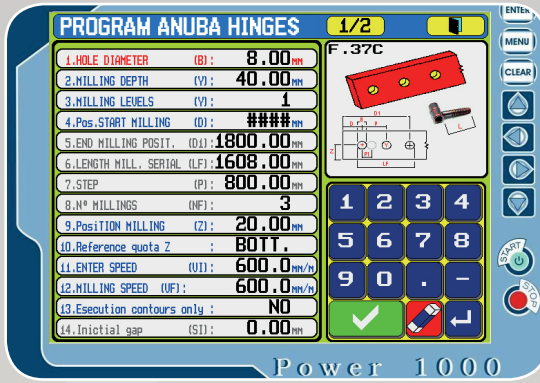 PROGRAM ANUBA HINGES 1/2
1.HOLE DIAMETER (B): 8.00MM
2.MILLING DEPTH (Y): 40.00MM
3.MILLING LEVELS (V): 1
4.Pos.START MILLING (D): ####MM
5.END MILLING POSIT. (D1):1800.00MM
6.LENGTH MILL. SERIAL (LF):1608.00MM
7.STEP (P): 800.00MM
8.Nº MILLINGS (NF): 3
9.PosiTION MILLING (Z): 20.00MM
10.Reference quota Z : BOTT.
11.ENTER SPEED (VI): 600.0MM/M
12.MILLING SPEED (VF): 600.0MM/M
13.Esecution contours only : NO
14.Inictial gap (SI): 0.00MM
F.37C
D1
D
P
L
Z
LF
1 2 3 4
5 6 7 8
9 0 . -
ENTER
MENU
CLEAR
START
STOP
Power 1000